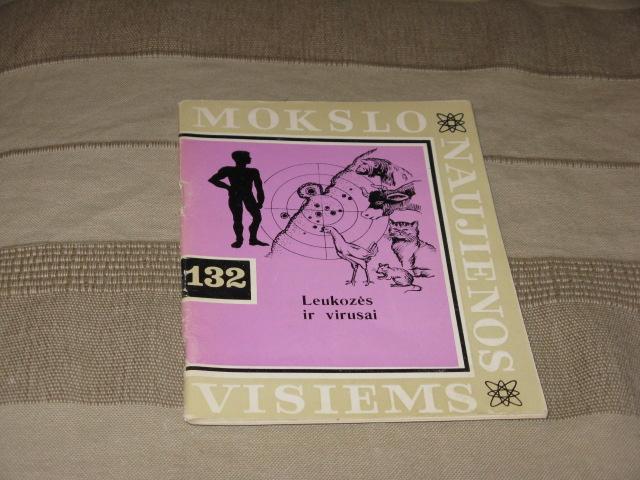 MOKSLO
NAUJIENOS
VISIEMS
132
Leukozės
ir virusai